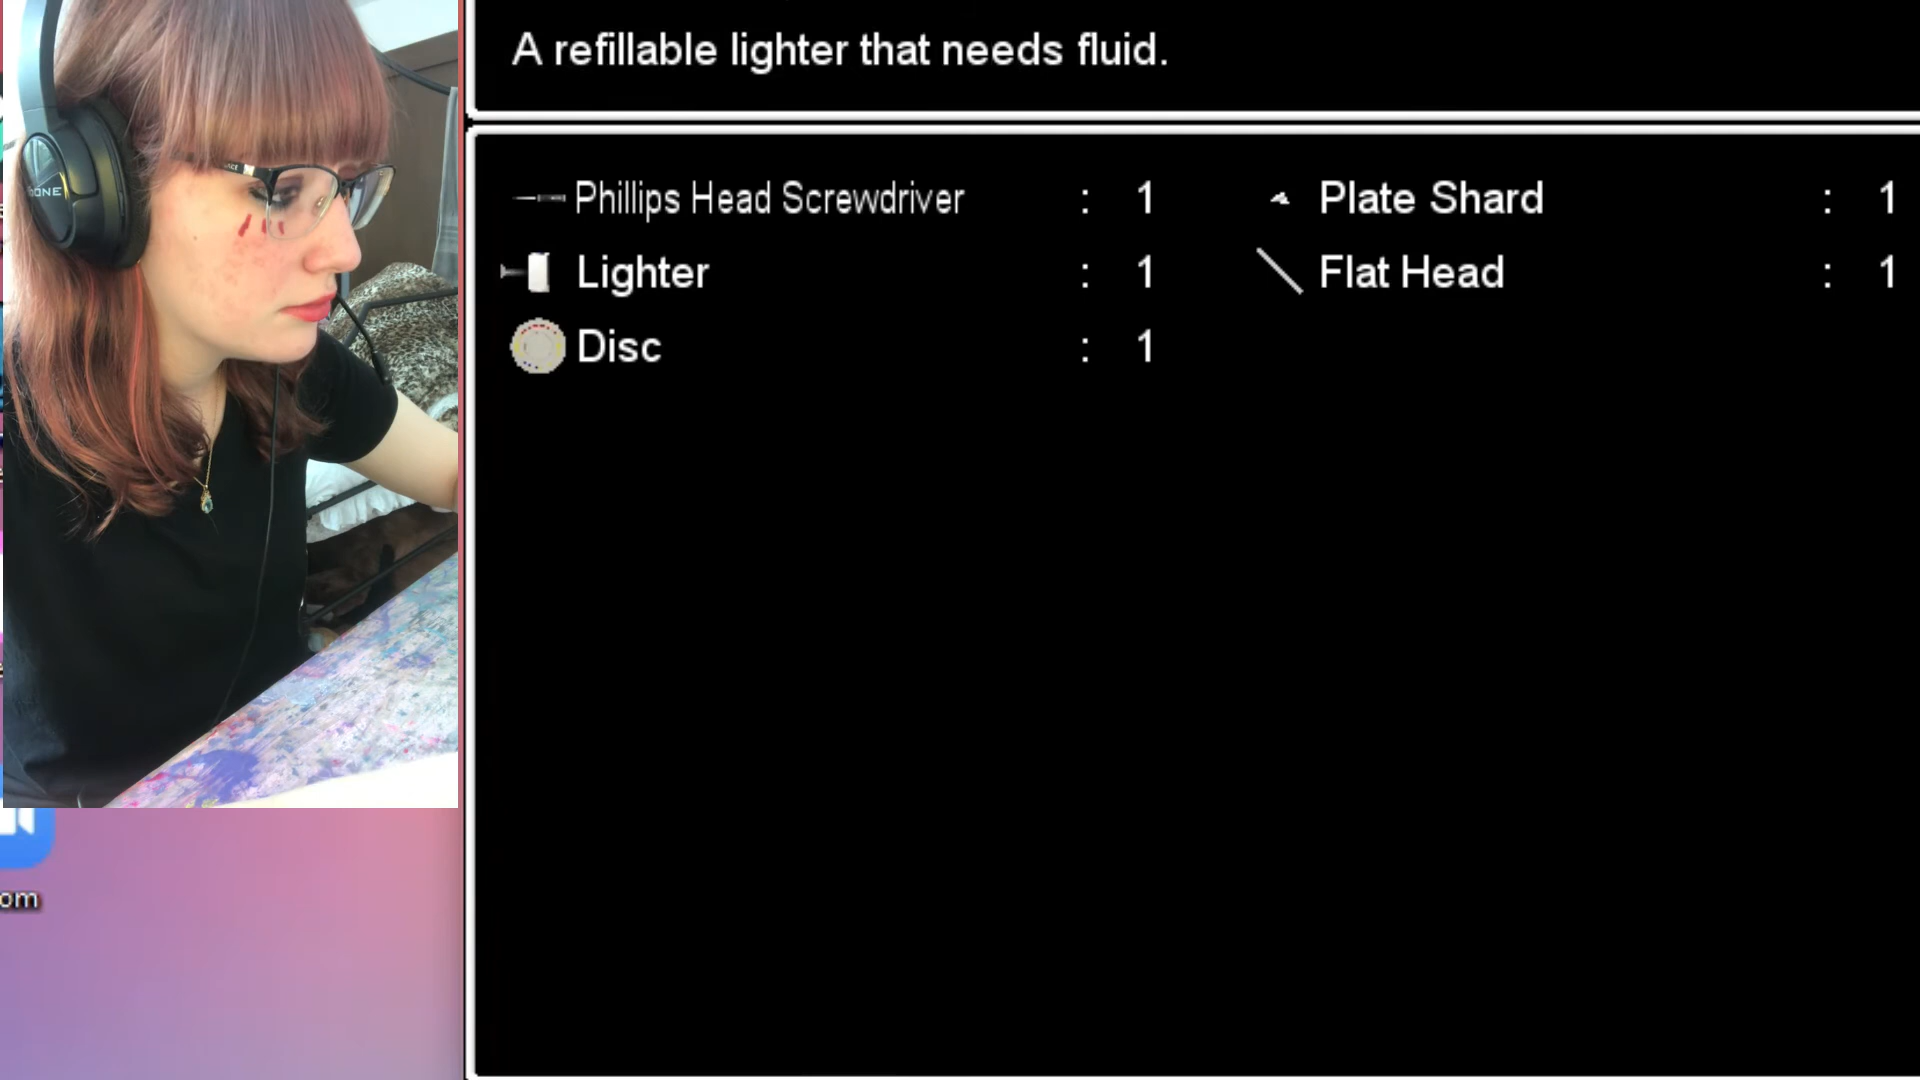 A refillable lighter that needs fluid.
Phillips Head Screwdriver : 1 Plate Shard : 1
Lighter : 1 Flat Head : 1
Disc : 1
ONE
om